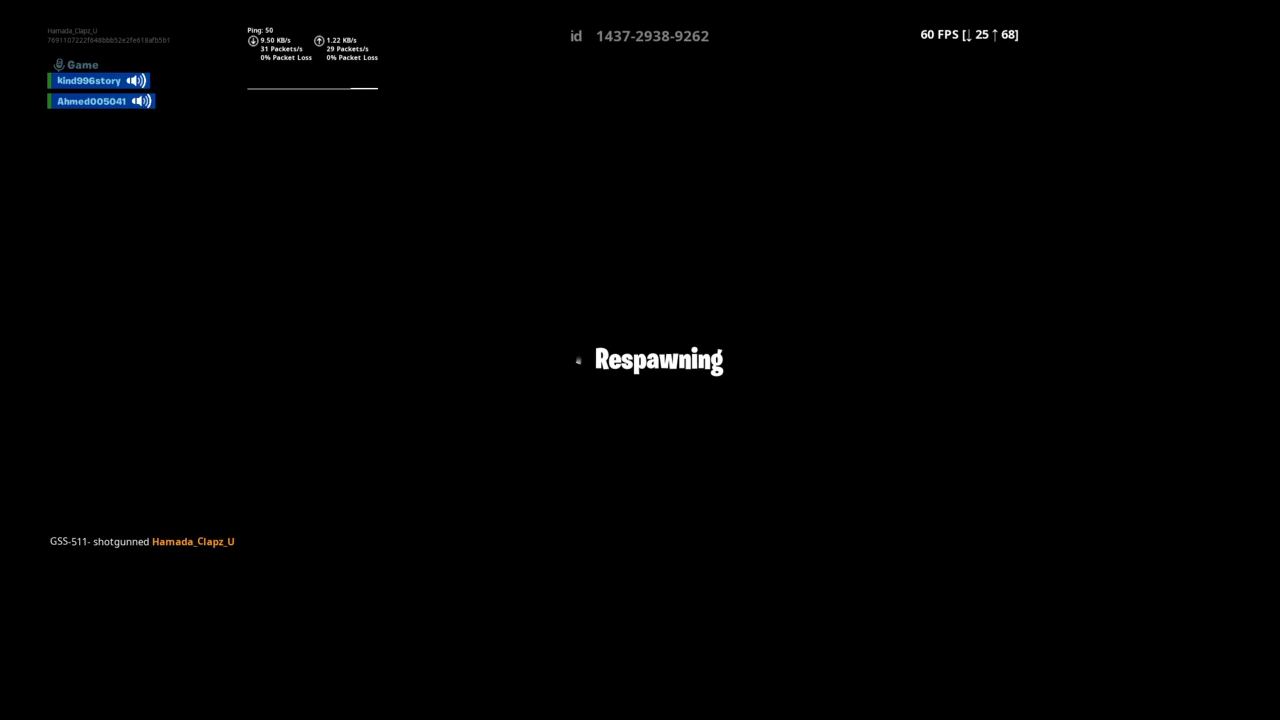 Hamada_Clapz_U
7691107222f648bbb52e2fe618afb5b1
Game
kind996story
Ahmed005041
Ping: 50
9.50 KB/s 1.22 KB/s
31 Packets/s 29 Packets/s
0% Packet Loss 0% Packet Loss
id 1437-2938-9262
60 FPS [↓ 25 ↑ 68]
Respawning
GSS-511- shotgunned Hamada_Clapz_U